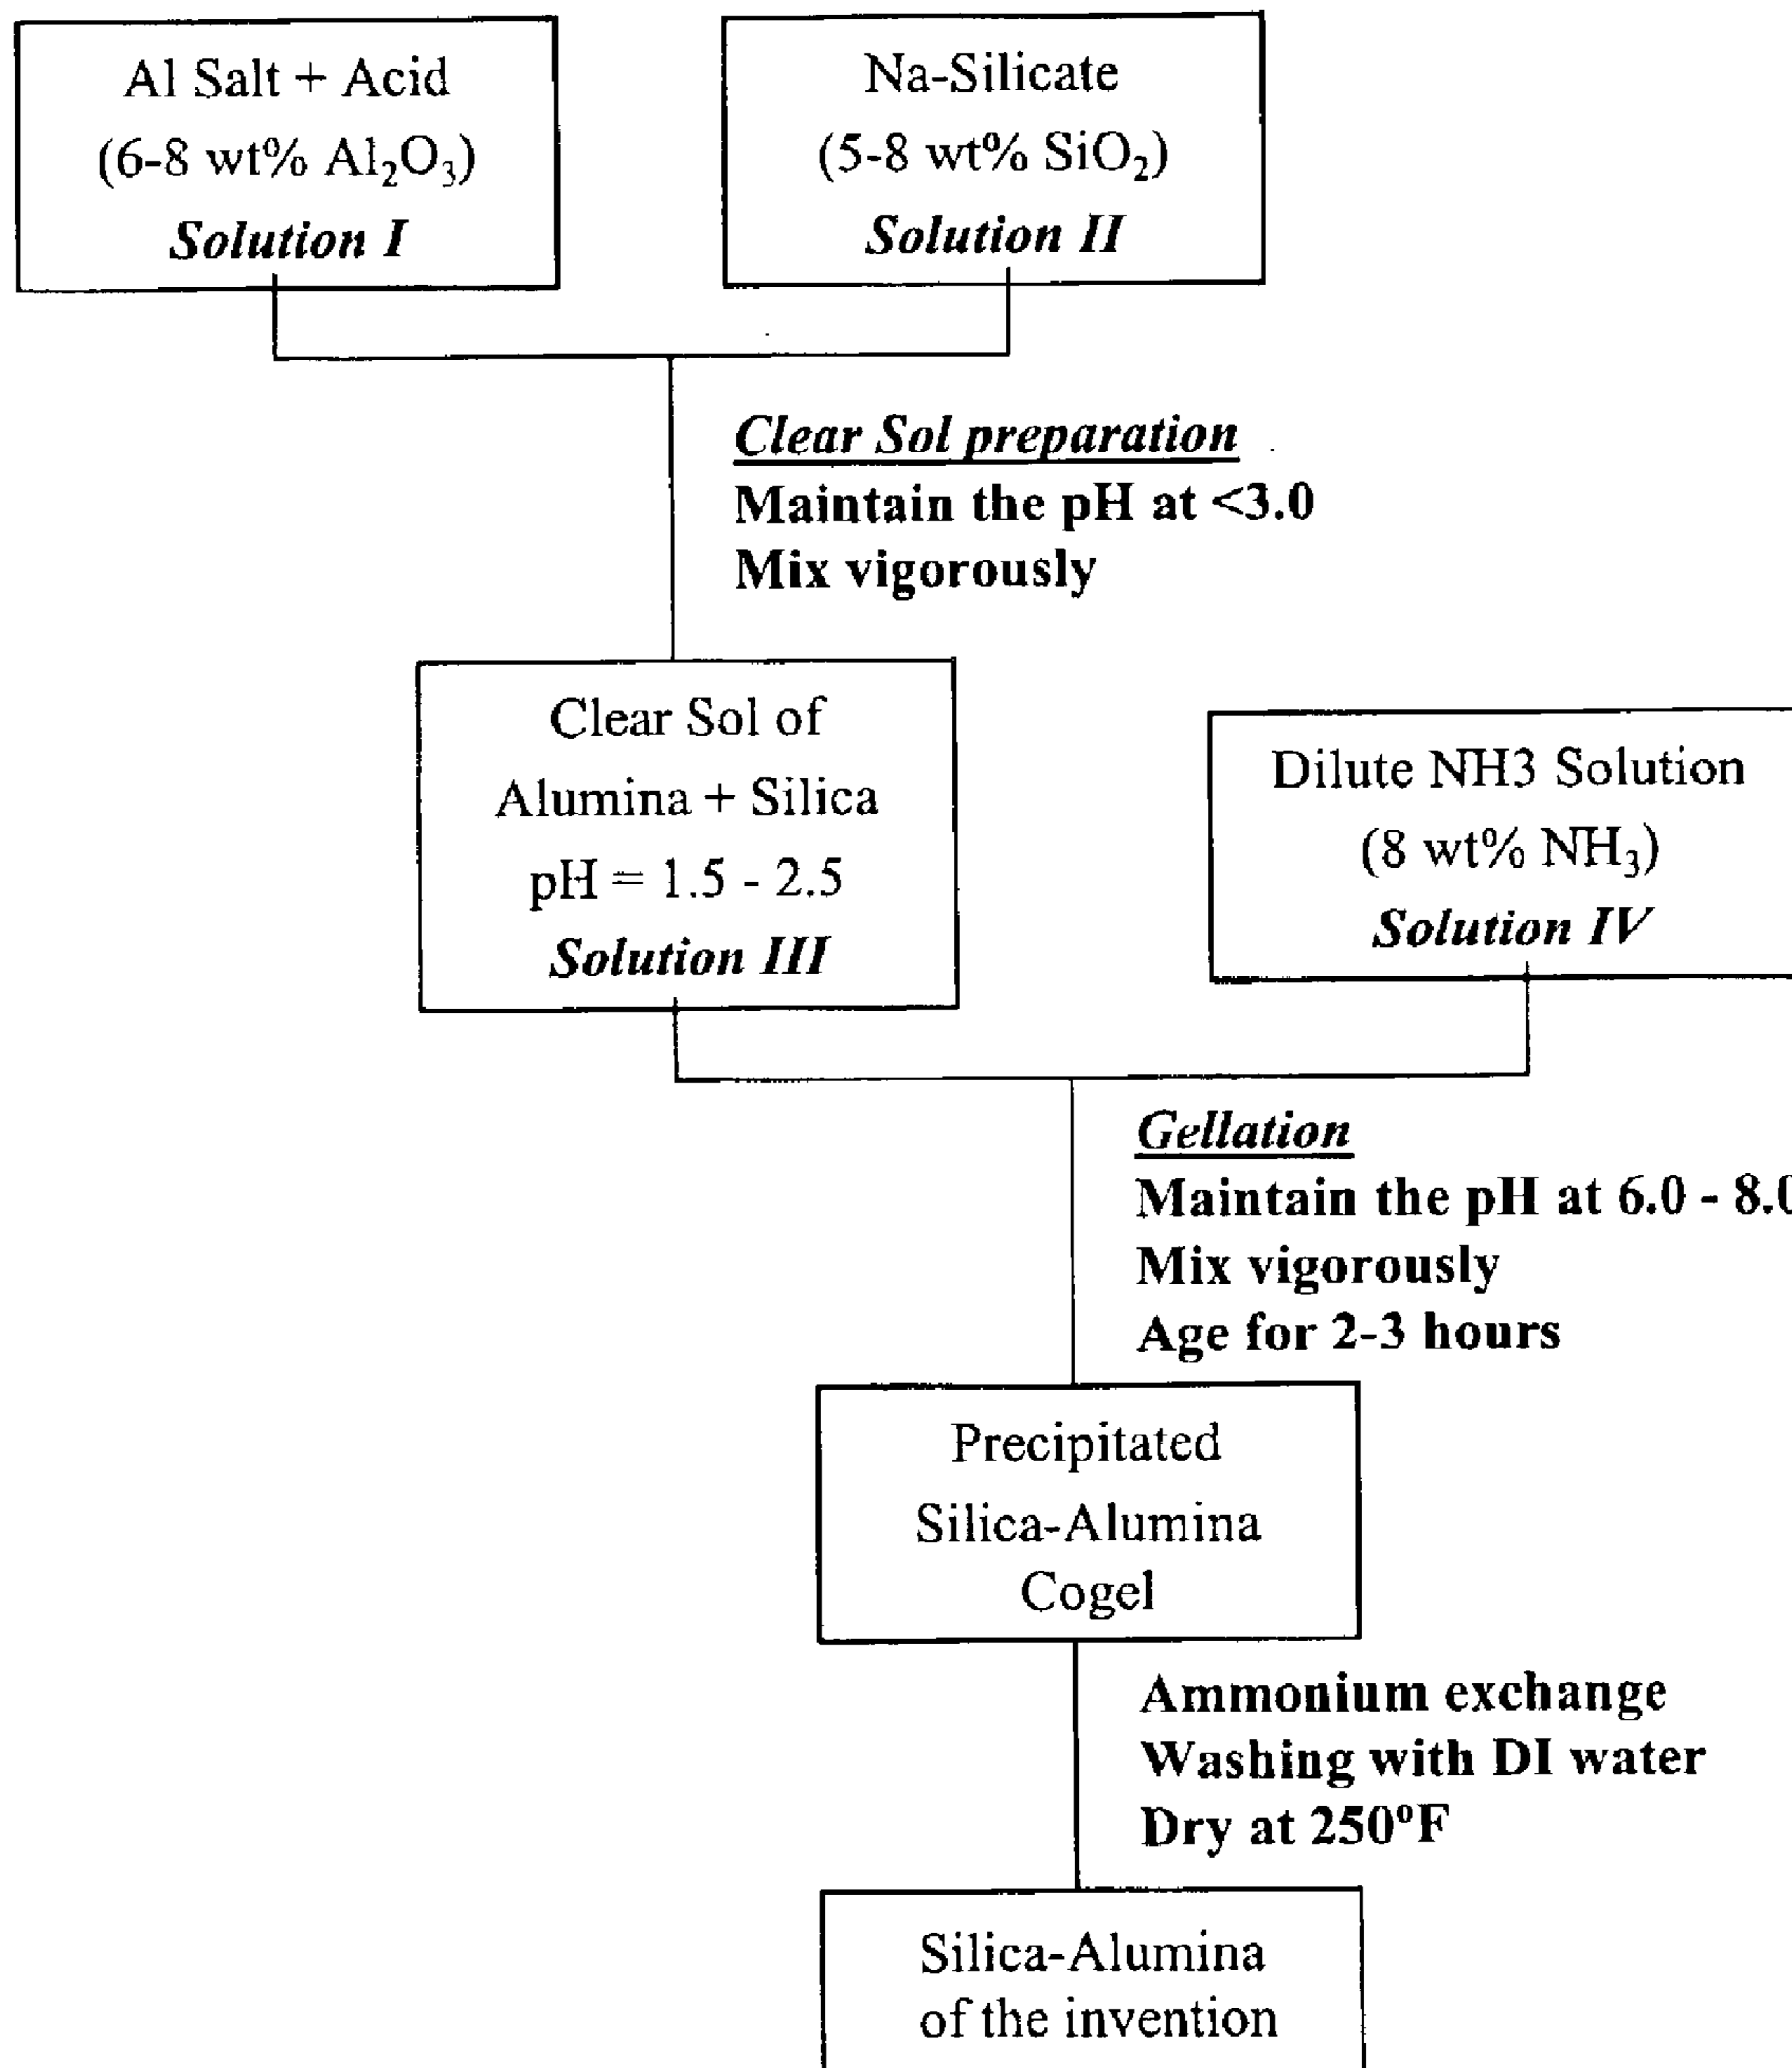 Al Salt + Acid
(6-8 wt% Al₂O₃)
Solution I
Na-Silicate
(5-8 wt% SiO₂)
Solution II
Clear Sol preparation
Maintain the pH at <3.0
Mix vigorously
Clear Sol of
Alumina + Silica
pH = 1.5 - 2.5
Solution III
Dilute NH3 Solution
(8 wt% NH₃)
Solution IV
Gellation
Maintain the pH at 6.0 - 8.0
Mix vigorously
Age for 2-3 hours
Precipitated
Silica-Alumina
Cogel
Ammonium exchange
Washing with DI water
Dry at 250ºF
Silica-Alumina
of the invention